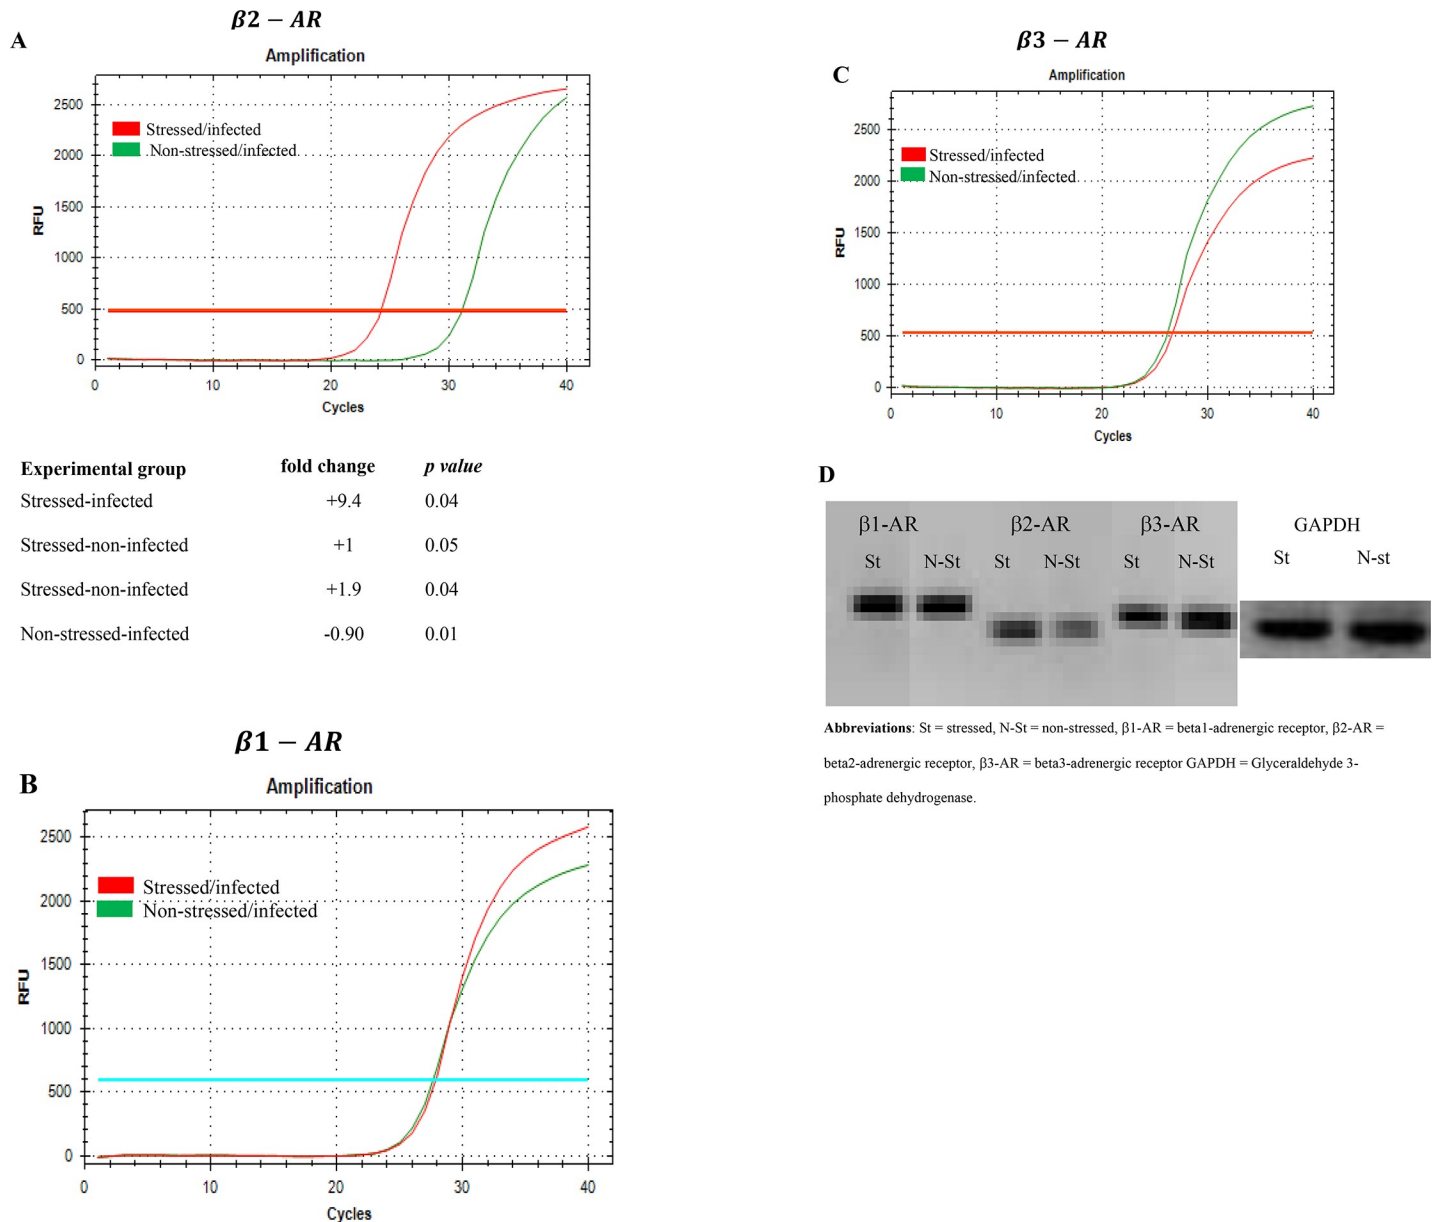 β2 − AR
A
Amplification
2500
2000
1500
1000
500
0
RFU
Stressed/infected
Non-stressed/infected
0 10 20 30 40
Cycles
Experimental group fold change p value
Stressed-infected +9.4 0.04
Stressed-non-infected +1 0.05
Stressed-non-infected +1.9 0.04
Non-stressed-infected -0.90 0.01
β1 − AR
B
Amplification
2500
2000
1500
1000
500
0
RFU
Stressed/infected
Non-stressed/infected
0 10 20 30 40
Cycles
β3 − AR
C
Amplification
2500
2000
1500
1000
500
0
RFU
Stressed/infected
Non-stressed/infected
0 10 20 30 40
Cycles
D
β1-AR β2-AR β3-AR GAPDH
St N-St St N-St St N-St St N-st
Abbreviations: St = stressed, N-St = non-stressed, β1-AR = beta1-adrenergic receptor, β2-AR =
beta2-adrenergic receptor, β3-AR = beta3-adrenergic receptor GAPDH = Glyceraldehyde 3-
phosphate dehydrogenase.